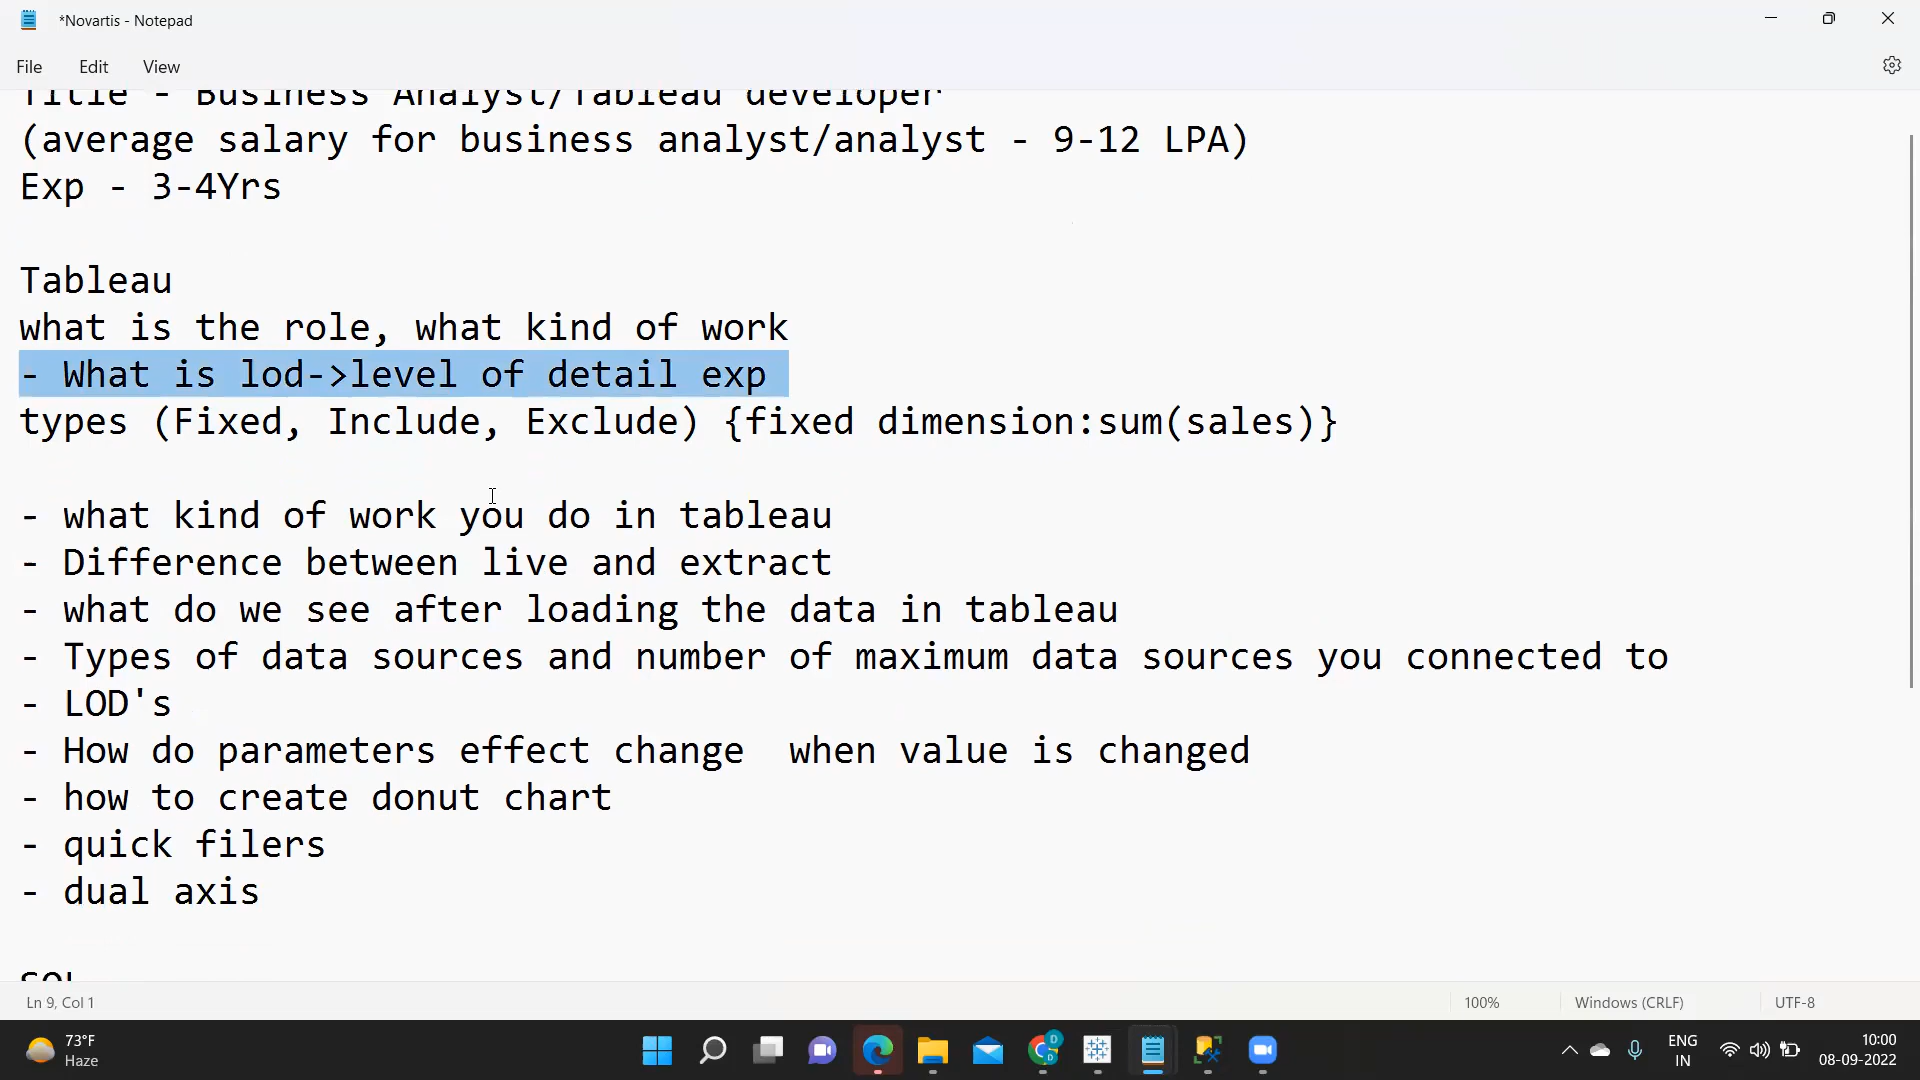 *Novartis - Notepad
File Edit View
Title - Business Analyst/Tableau developer
(average salary for business analyst/analyst - 9-12 LPA)
Exp - 3-4Yrs
Tableau
what is the role, what kind of work
- What is lod->level of detail exp
types (Fixed, Include, Exclude) {fixed dimension:sum(sales)}
- what kind of work you do in tableau
- Difference between live and extract
- what do we see after loading the data in tableau
- Types of data sources and number of maximum data sources you connected to
- LOD's
- How do parameters effect change  when value is changed
- how to create donut chart
- quick filers
- dual axis
SQL
Ln 9, Col 1 100% Windows (CRLF) UTF-8
73°F
Haze
ENG
IN
10:00
08-09-2022